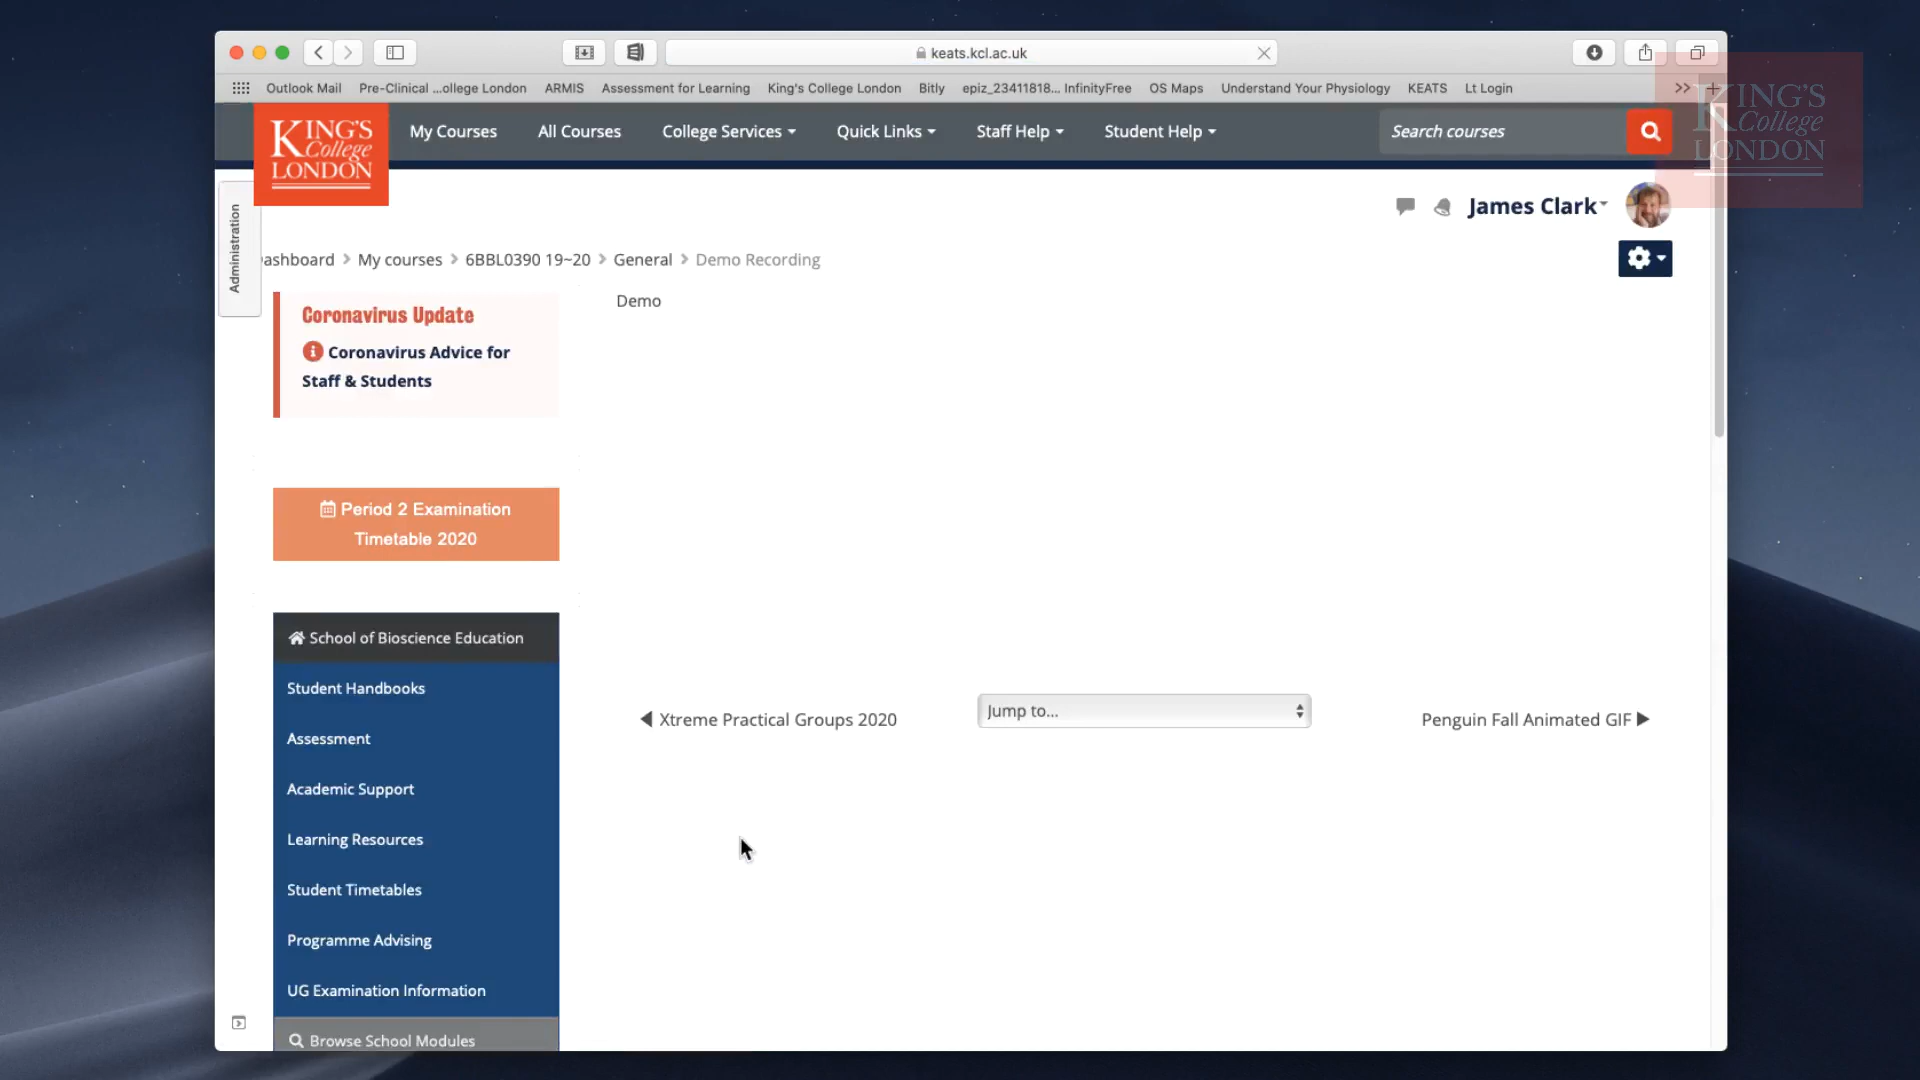 keats.kcl.ac.uk
Outlook Mail Pre-Clinical ...ollege London ARMIS Assessment for Learning King's College London Bitly epiz_23411818... InfinityFree OS Maps Understand Your Physiology KEATS Lt Login
KING'S
College
LONDON
My Courses All Courses College Services Quick Links Staff Help Student Help Search courses
KING'S
College
LONDON
James Clark
Administration
ashboard > My courses > 6BBL0390 19~20 > General > Demo Recording
Demo
Coronavirus Update
Coronavirus Advice for
Staff & Students
Period 2 Examination
Timetable 2020
School of Bioscience Education
Student Handbooks
Assessment
Academic Support
Learning Resources
Student Timetables
Programme Advising
UG Examination Information
Browse School Modules
◀ Xtreme Practical Groups 2020 Jump to... Penguin Fall Animated GIF ▶